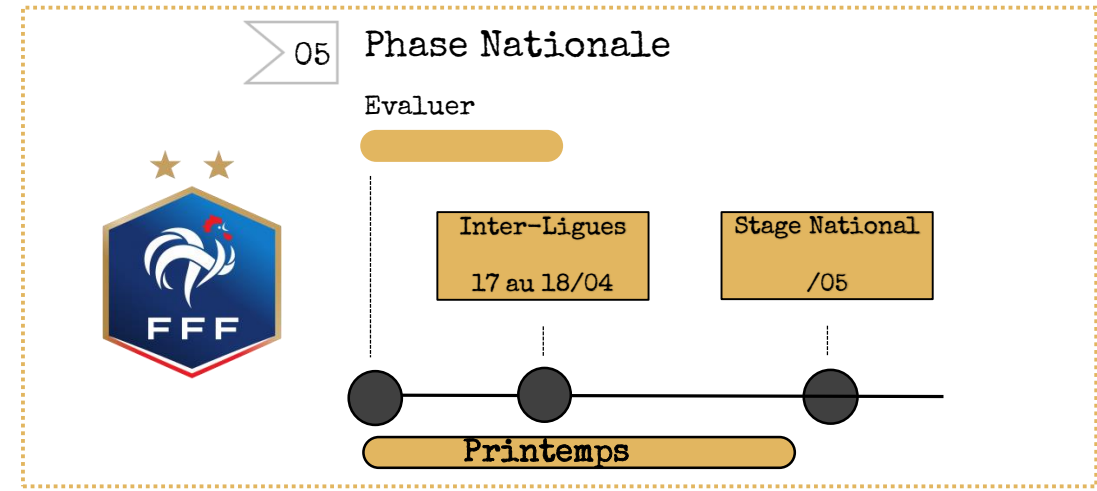 05
Phase Nationale
Evaluer
Inter-Ligues
17 au 18/04
Stage National
/05
FFF
Printemps